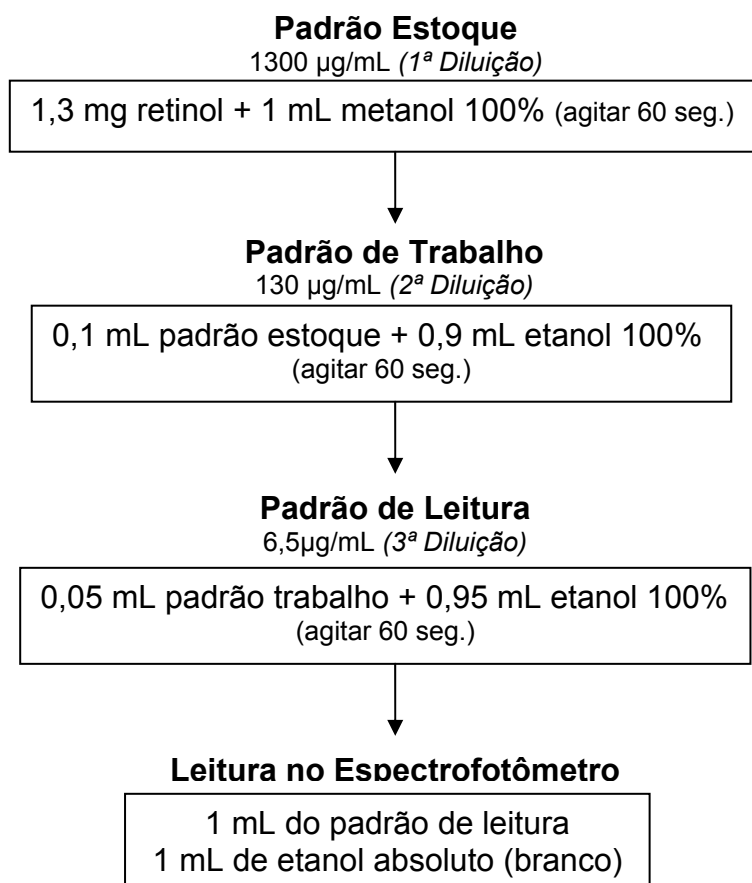 Padrão Estoque
1300 µg/mL (1ª Diluição)
1,3 mg retinol + 1 mL metanol 100% (agitar 60 seg.)
Padrão de Trabalho
130 µg/mL (2ª Diluição)
0,1 mL padrão estoque + 0,9 mL etanol 100%
(agitar 60 seg.)
Padrão de Leitura
6,5µg/mL (3ª Diluição)
0,05 mL padrão trabalho + 0,95 mL etanol 100%
(agitar 60 seg.)
Leitura no Espectrofotômetro
1 mL do padrão de leitura
1 mL de etanol absoluto (branco)